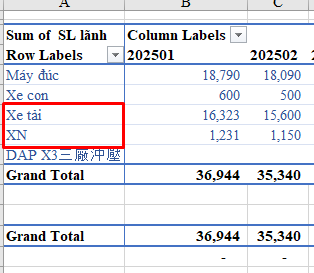 A B C
Sum of SL lãnh Column Labels
Row Labels 202501 202502
Máy đúc 18,790 18,090
Xe con 600 500
Xe tải 16,323 15,600
XN 1,231 1,150
DAP X3三廠沖壓
Grand Total 36,944 35,340
Grand Total 36,944 35,340
- -